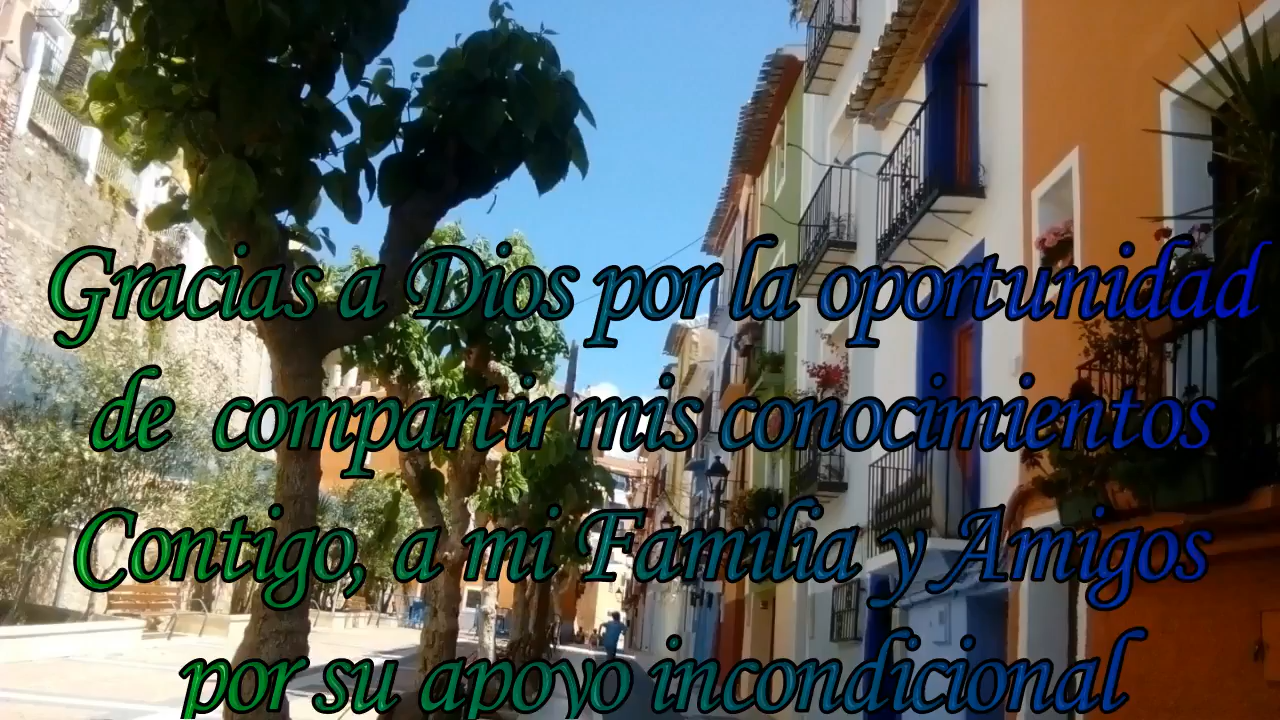 Gracias a Dios por la oportunidad
de compartir mis conocimientos
Contigo, a mi Familia y Amigos
por su apoyo incondicional